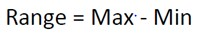 Range = Max - Min